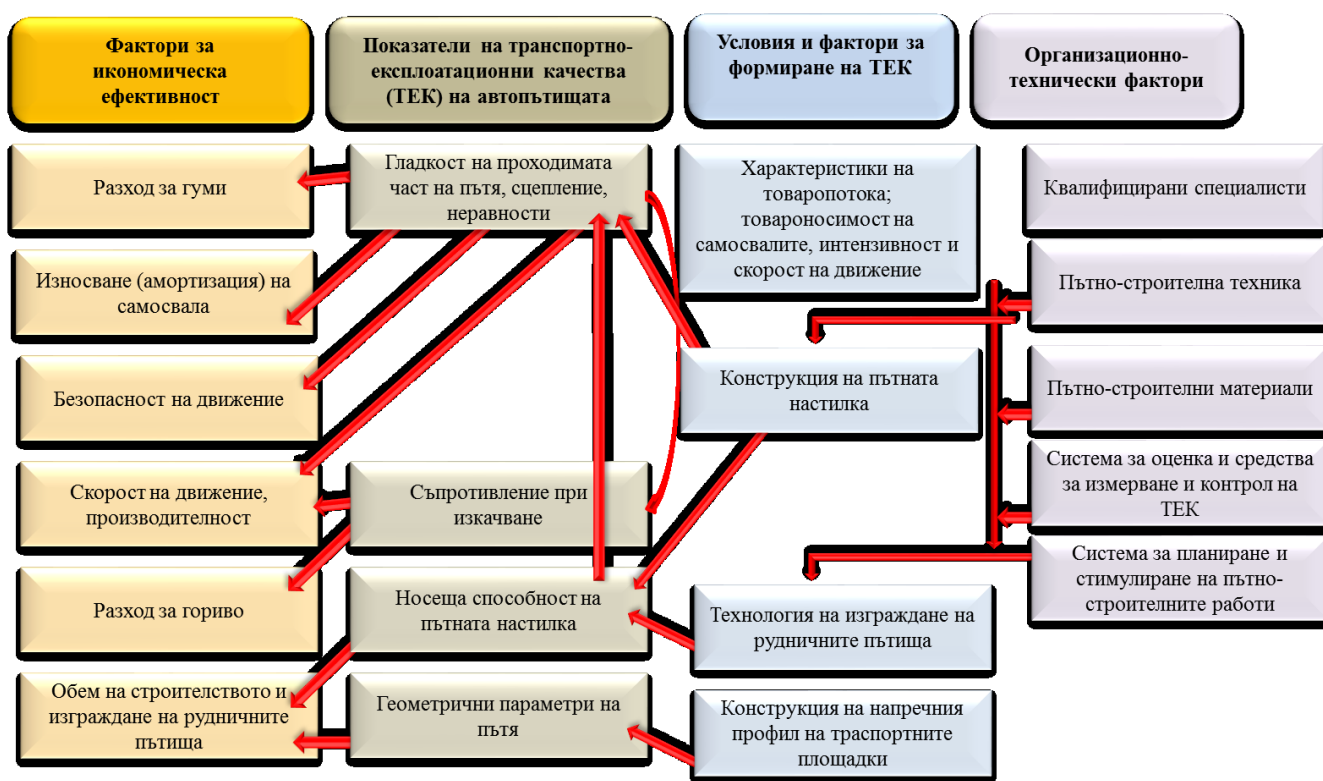 Фактори за
икономическа
ефективност
Показатели на транспортно-
експлоатационни качества
(ТЕК) на автопътищата
Условия и фактори за
формиране на ТЕК
Организационно-
технически фактори
Разход за гуми
Износване (амортизация) на
самосвала
Безопасност на движение
Скорост на движение,
производителност
Разход за гориво
Обем на строителството и
изграждане на рудничните
пътища
Гладкост на проходимата
част на пътя, сцепление,
неравности
Съпротивление при
изкачване
Носеща способност на
пътната настилка
Геометрични параметри на
пътя
Характеристики на
товаропотока;
товароносимост на
самосвалите, интензивност и
скорост на движение
Конструкция на пътната
настилка
Технология на изграждане на
рудничните пътища
Конструкция на напречния
профил на траспортните
площадки
Квалифицирани специалисти
Пътно-строителна техника
Пътно-строителни материали
Система за оценка и средства
за измерване и контрол на
ТЕК
Система за планиране и
стимулиране на пътно-
строителните работи